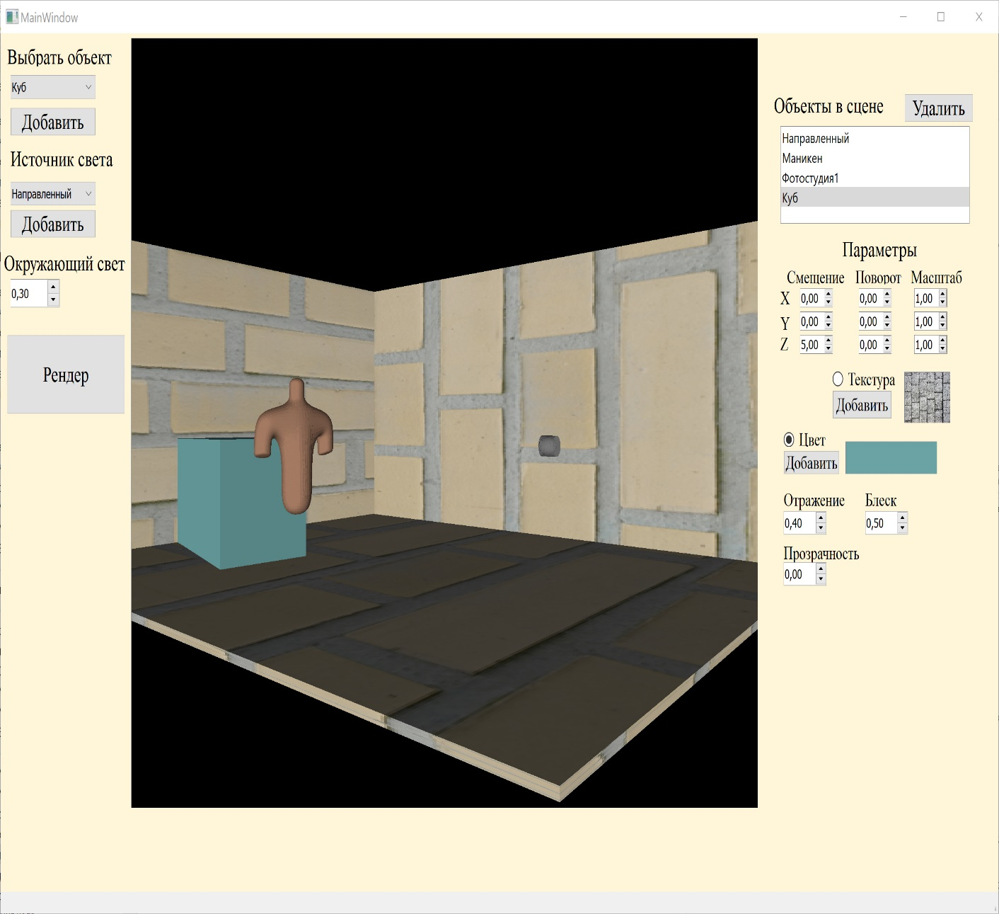 MainWindow
Выбрать объект
Куб
Добавить
Источник света
Направленный
Добавить
Окружающий свет
0,30
Рендер
Объекты в сцене
Удалить
Направленный
Маникен
Фотостудия1
Куб
Параметры
Смещение Поворот Масштаб
X 0,00 0,00 1,00
Y 0,00 0,00 1,00
Z 5,00 0,00 1,00
Текстура
Добавить
Цвет
Добавить
Отражение Блеск
0,40 0,50
Прозрачность
0,00